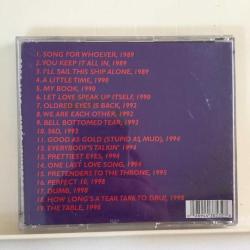 1. SONG FOR WHOEVER, 1989
2. YOU KEEP IT ALL IN, 1989
3. I'LL SAIL THIS SHIP ALONE, 1989
4. A LITTLE TIME, 1990
5. MY BOOK, 1990
6. LET LOVE SPEAK UP ITSELF, 1990
7. OLD RED EYES IS BACK, 1992
8. WE ARE EACH OTHER, 1992
9. BELL BOTTOMED TEAR, 1992
10. 36D, 1992
11. GOOD AS GOLD (STUPID AS MUD), 1994
12. EVERYBODY'S TALKIN' 1994
13. PRETTIEST EYES, 1994
14. ONE LAST LOVE SONG, 1994
15. PRETENDERS TO THE THRONE, 1995
16. PERFECT 10, 1998
17. DUMB, 1998
18. HOW LONG'S A TEAR TAKE TO DRY?, 1998
19. THE TABLE, 1998